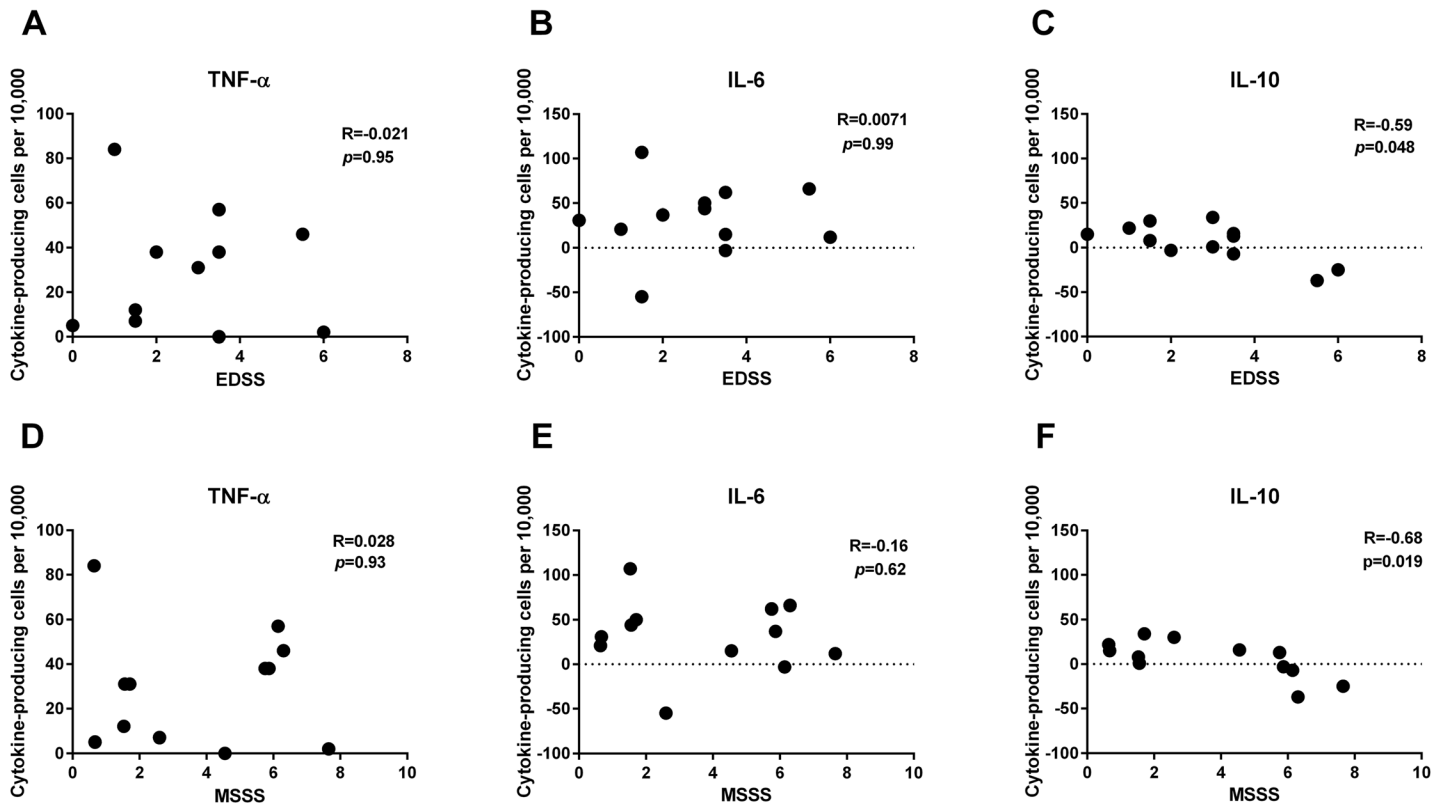 A
TNF-α
Cytokine-producing cells per 10,000
100
80
60
40
20
0
R=-0.021
p=0.95
0 2 4 6 8
EDSS
B
IL-6
Cytokine-producing cells per 10,000
150
100
50
0
-50
-100
R=0.0071
p=0.99
0 2 4 6 8
EDSS
C
IL-10
Cytokine-producing cells per 10,000
150
100
50
0
-50
-100
R=-0.59
p=0.048
0 2 4 6 8
EDSS
D
TNF-α
Cytokine-producing cells per 10,000
100
80
60
40
20
0
R=0.028
p=0.93
0 2 4 6 8 10
MSSS
E
IL-6
Cytokine-producing cells per 10,000
150
100
50
0
-50
-100
R=-0.16
p=0.62
0 2 4 6 8 10
MSSS
F
IL-10
Cytokine-producing cells per 10,000
150
100
50
0
-50
-100
R=-0.68
p=0.019
0 2 4 6 8 10
MSSS